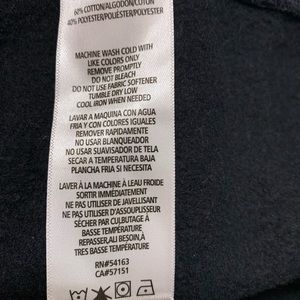 60% COTTON/ALGODON/COTON
40% POLYESTER/POLIÉSTER/POLYESTER
MACHINE WASH COLD WITH
LIKE COLORS ONLY
REMOVE PROMPTLY
DO NOT BLEACH
DO NOT USE FABRIC SOFTENER
TUMBLE DRY LOW
COOL IRON WHEN NEEDED
LAVAR A MAQUINA CON AGUA
FRIA Y CON COLORES IGUALES
REMOVER RAPIDAMENTE
NO USAR BLANQUEADOR
NO USAR SUAVISADOR DE TELA
SECAR A TEMPERATURA BAJA
PLANCHA FRIA SI NECESITA
LAVER À LA MACHINE À LEAU FROIDE
SORTIR IMMÉDIATEMENT
NE PAS UTILISER DE JAVELLISANT
NE PAS UTILISER D'ASSOUPLISSEUR
SÉCHER PAR CULBUTAGE À
BASSE TEMPÉRATURE
REPASSER,AU BESOIN,À
TRES BASSE TEMPÉRATURE
RN#54163
CA#57151